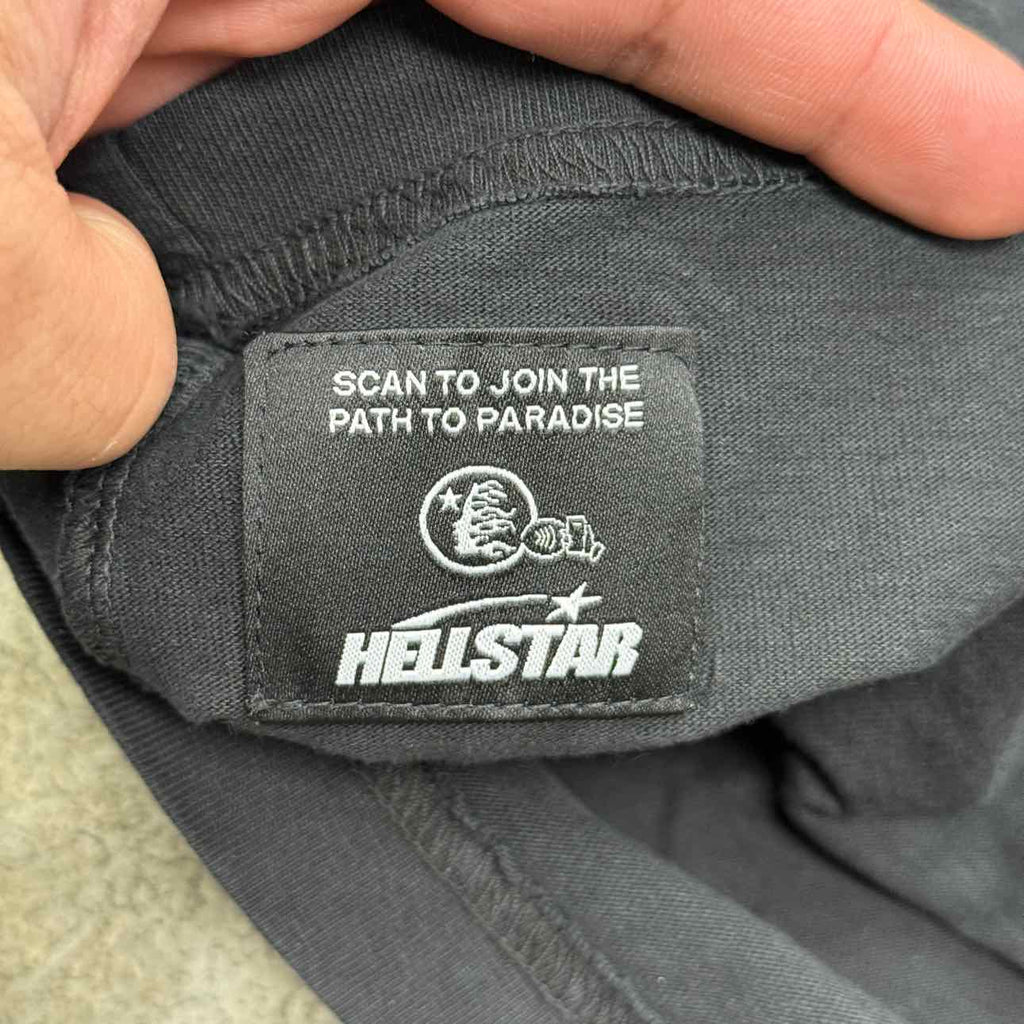 SCAN TO JOIN THE
PATH TO PARADISE
HELLSTAR